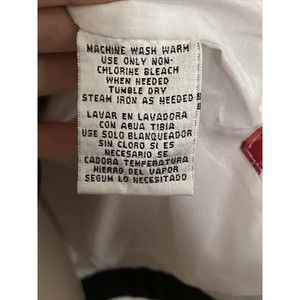 MACHINE WASH WARM
USE ONLY NON-
CHLORINE BLEACH
WHEN NEEDED
TUMBLE DRY
STEAM IRON AS NEEDED
LAVAR EN LAVADORA
CON AGUA TIBIA
USE SOLO BLANQUEADOR
SIN CLORO SI ES
NECESARIO SE
CADORA TEMPERATURA
HIERRO DEL VAPOR
SEGUM LO NECESITADO